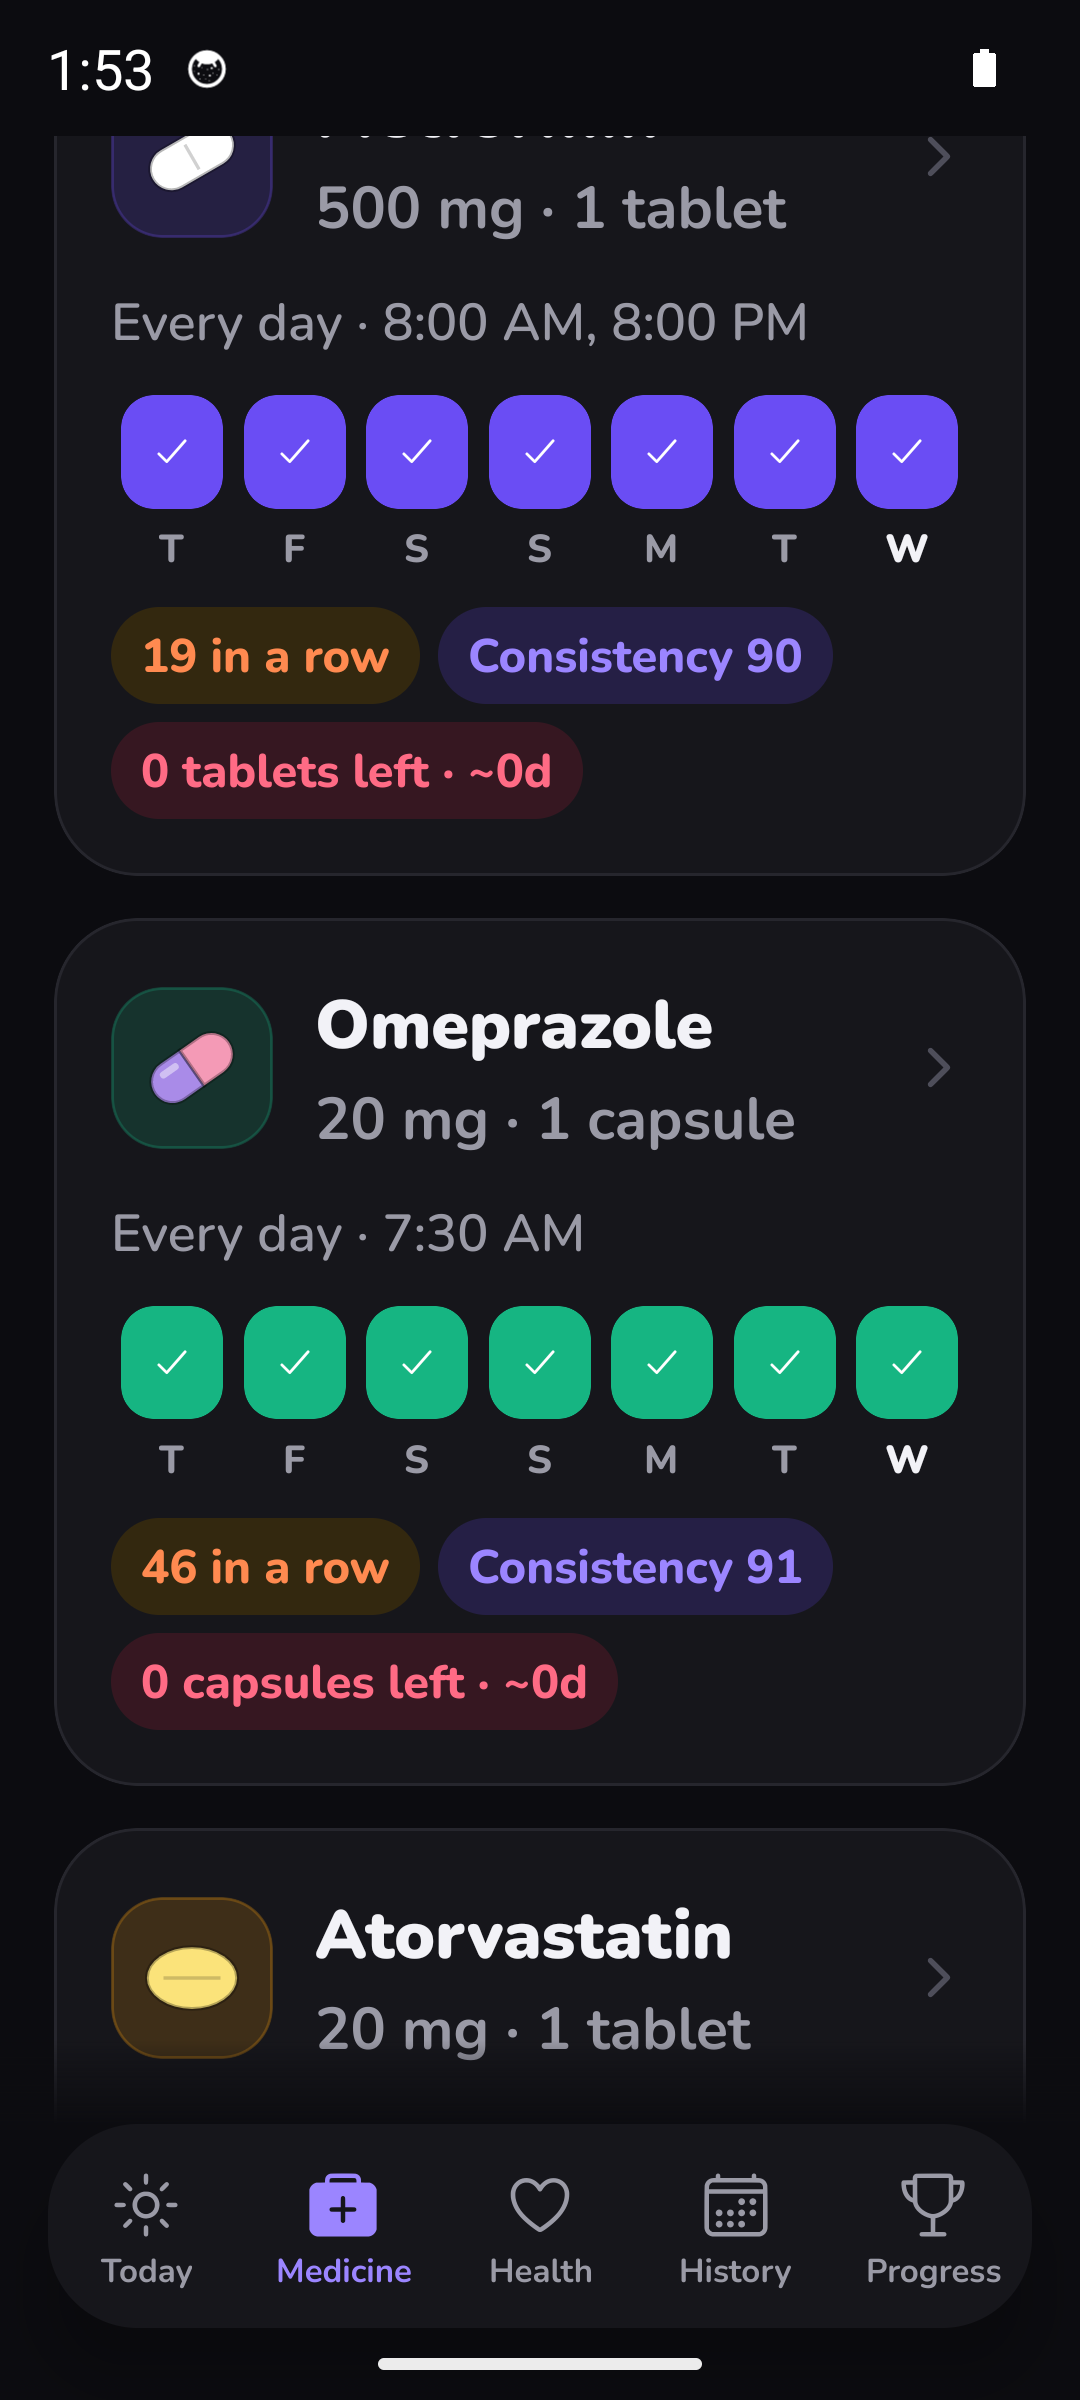 1:53
500 mg · 1 tablet
Every day · 8:00 AM, 8:00 PM
T F S S M T W
19 in a row
Consistency 90
0 tablets left · ~0d
Omeprazole
20 mg · 1 capsule
Every day · 7:30 AM
T F S S M T W
46 in a row
Consistency 91
0 capsules left · ~0d
Atorvastatin
20 mg · 1 tablet
Today Medicine Health History Progress